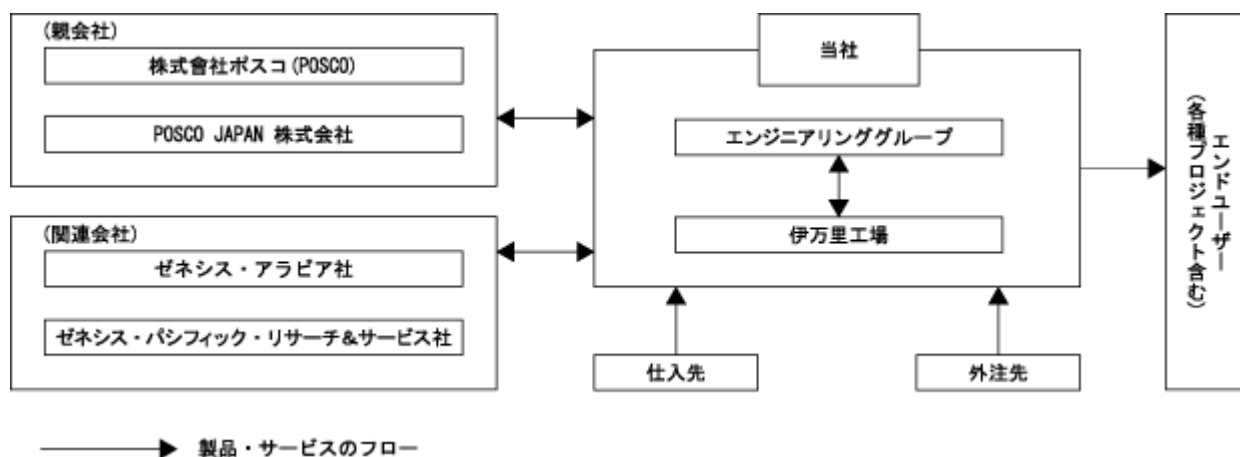 (親会社)
株式會社ポスコ(POSCO)
POSCO JAPAN 株式会社
(関連会社)
ゼネシス・アラビア社
ゼネシス・パシフィック・リサーチ&サービス社
当社
エンジニアリンググループ
伊万里工場
仕入先
外注先
エンドユーザー
(各種プロジェクト含む)
製品・サービスのフロー